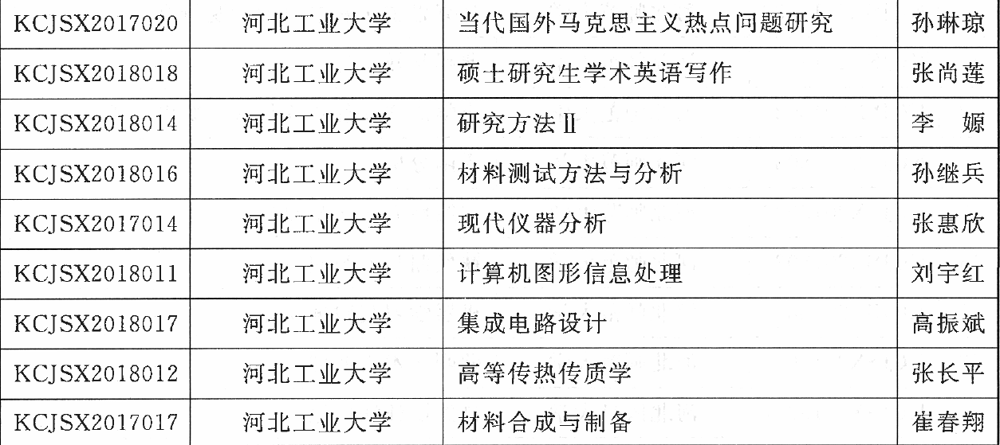 KCJSX2017020 河北工业大学 当代国外马克思主义热点问题研究 孙琳琼
KCJSX2018018 河北工业大学 硕士研究生学术英语写作 张尚莲
KCJSX2018014 河北工业大学 研究方法Ⅱ 李 嫄
KCJSX2018016 河北工业大学 材料测试方法与分析 孙继兵
KCJSX2017014 河北工业大学 现代仪器分析 张惠欣
KCJSX2018011 河北工业大学 计算机图形信息处理 刘宇红
KCJSX2018017 河北工业大学 集成电路设计 高振斌
KCJSX2018012 河北工业大学 高等传热传质学 张长平
KCJSX2017017 河北工业大学 材料合成与制备 崔春翔